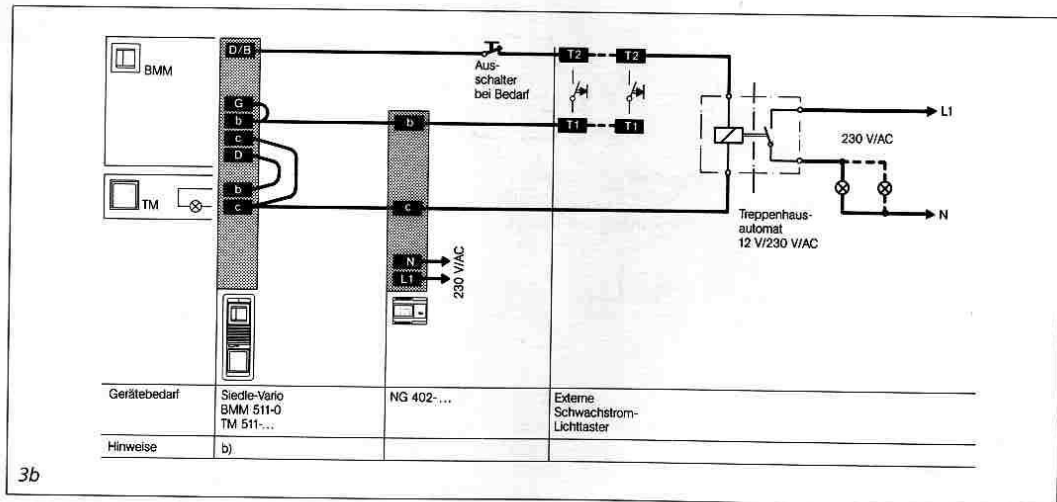 BMM
D/B
G
b
c
D
b
c
TM
Aus-
schalter
bei Bedarf
T2
T2
T1
T1
b
c
N
L1
230 V/AC
L1
230 V/AC
N
Treppenhaus-
automat
12 V/230 V/AC
Gerätebedarf
Siedle-Vario
BMM 511-0
TM 511-...
NG 402-...
Externe
Schwachstrom-
Lichttaster
Hinweise
b)
3b